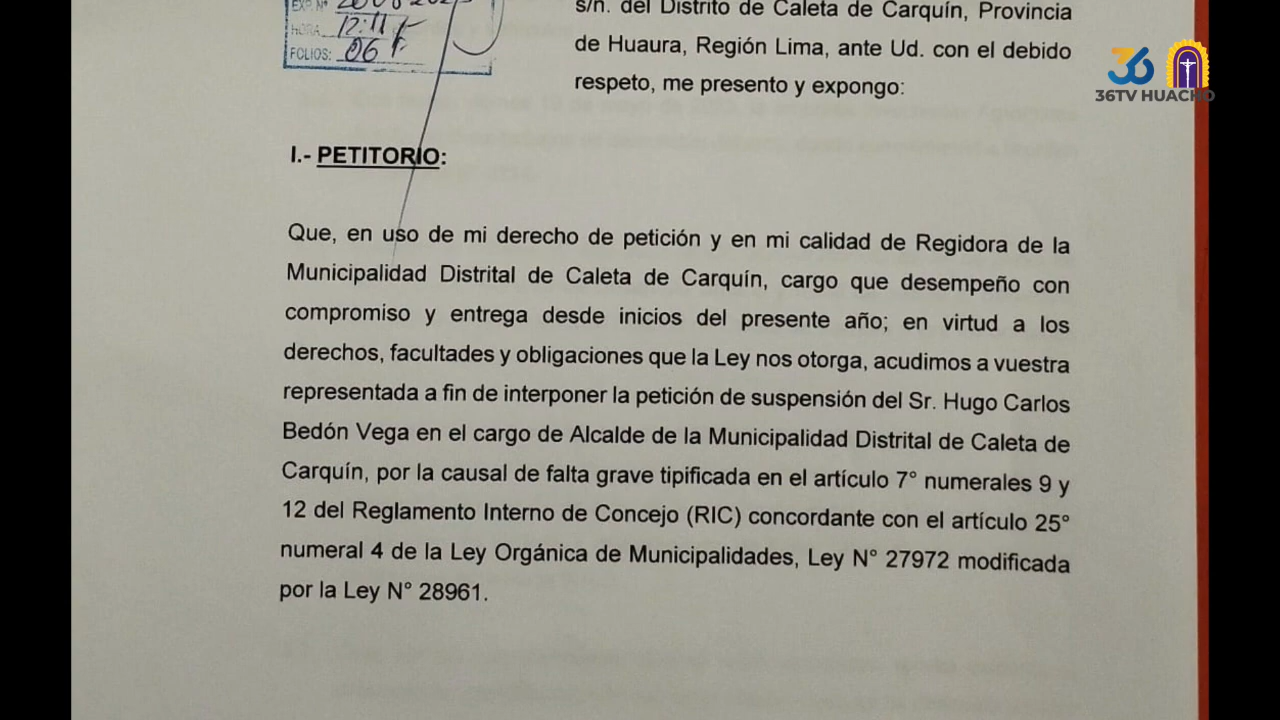 EXP. N°
HORA: 12:11
FOLIOS: 06
s/n. del Distrito de Caleta de Carquín, Provincia
de Huaura, Región Lima, ante Ud. con el debido
respeto, me presento y expongo:
36
36TV HUACHO
I.- PETITORIO:
Que, en uso de mi derecho de petición y en mi calidad de Regidora de la
Municipalidad Distrital de Caleta de Carquín, cargo que desempeño con
compromiso y entrega desde inicios del presente año; en virtud a los
derechos, facultades y obligaciones que la Ley nos otorga, acudimos a vuestra
representada a fin de interponer la petición de suspensión del Sr. Hugo Carlos
Bedón Vega en el cargo de Alcalde de la Municipalidad Distrital de Caleta de
Carquín, por la causal de falta grave tipificada en el artículo 7° numerales 9 y
12 del Reglamento Interno de Concejo (RIC) concordante con el artículo 25°
numeral 4 de la Ley Orgánica de Municipalidades, Ley N° 27972 modificada
por la Ley N° 28961.